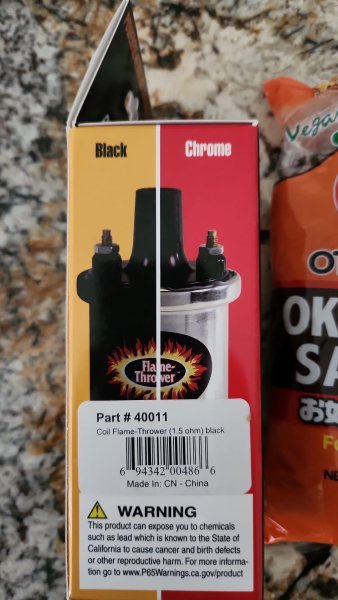 Black
Chrome
Flame-
Thrower
Part # 40011
Coil Flame-Thrower (1.5 ohm) black
6 94342 00486 6
Made In: CN - China
WARNING
This product can expose you to chemicals
such as lead which is known to the State of
California to cause cancer and birth defects
or other reproductive harm. For more informa-
tion go to www.P65Warnings.ca.gov/product
Vegan
OT
OK
SA
お
Fo
NE